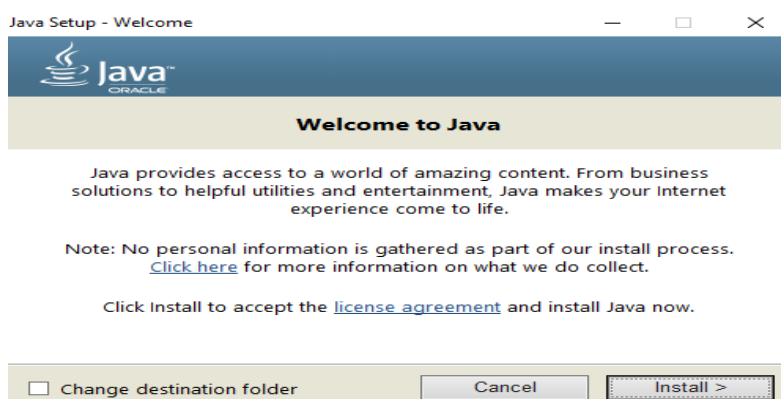 Java Setup - Welcome
Java™
ORACLE
Welcome to Java
Java provides access to a world of amazing content. From business
solutions to helpful utilities and entertainment, Java makes your Internet
experience come to life.
Note: No personal information is gathered as part of our install process.
Click here for more information on what we do collect.
Click Install to accept the license agreement and install Java now.
Change destination folder
Cancel
Install >